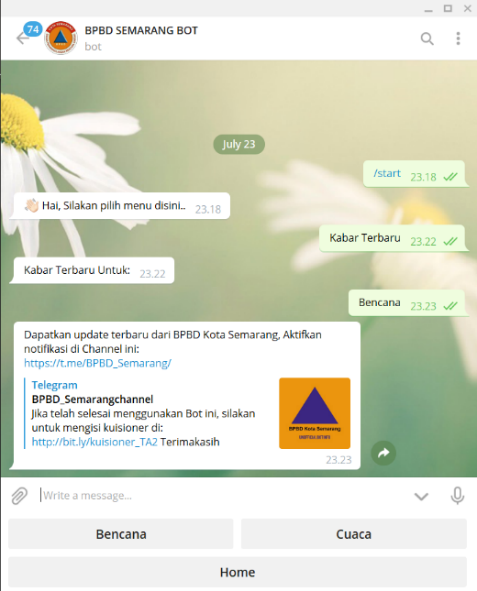 74
BPBD SEMARANG BOT
bot
July 23
/start 23.18
👋🏻 Hai, Silakan pilih menu disini.. 23.18
Kabar Terbaru 23.22
Kabar Terbaru Untuk: 23.22
Bencana 23.23
Dapatkan update terbaru dari BPBD Kota Semarang, Aktifkan
notifikasi di Channel ini:
https://t.me/BPBD_Semarang/
Telegram
BPBD_Semarangchannel
Jika telah selesai menggunakan Bot ini, silakan
untuk mengisi kuisioner di:
http://bit.ly/kuisioner_TA2 Terimakasih
BPBD Kota Semarang
23.23
Write a message...
Bencana
Cuaca
Home